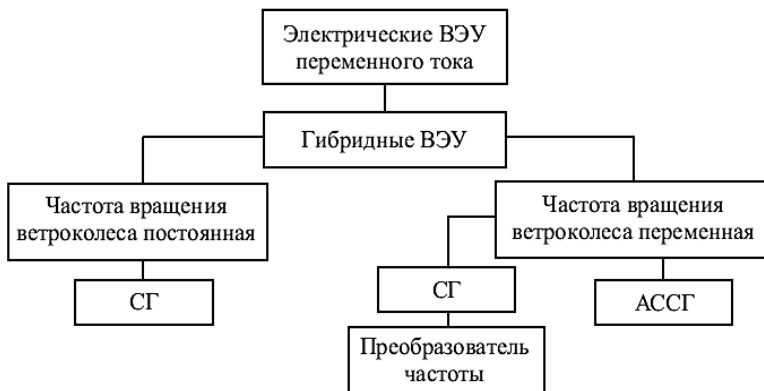 Электрические ВЭУ
переменного тока
Гибридные ВЭУ
Частота вращения
ветроколеса постоянная
Частота вращения
ветроколеса переменная
СГ
СГ
АССГ
Преобразователь
частоты